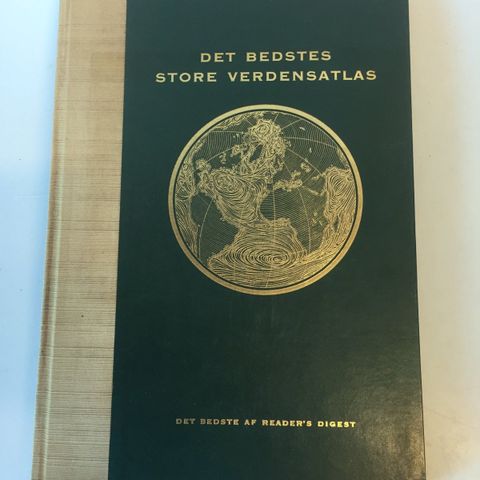 DET BEDSTES
STORE VERDENSATLAS
DET BEDSTE AF READER'S DIGEST